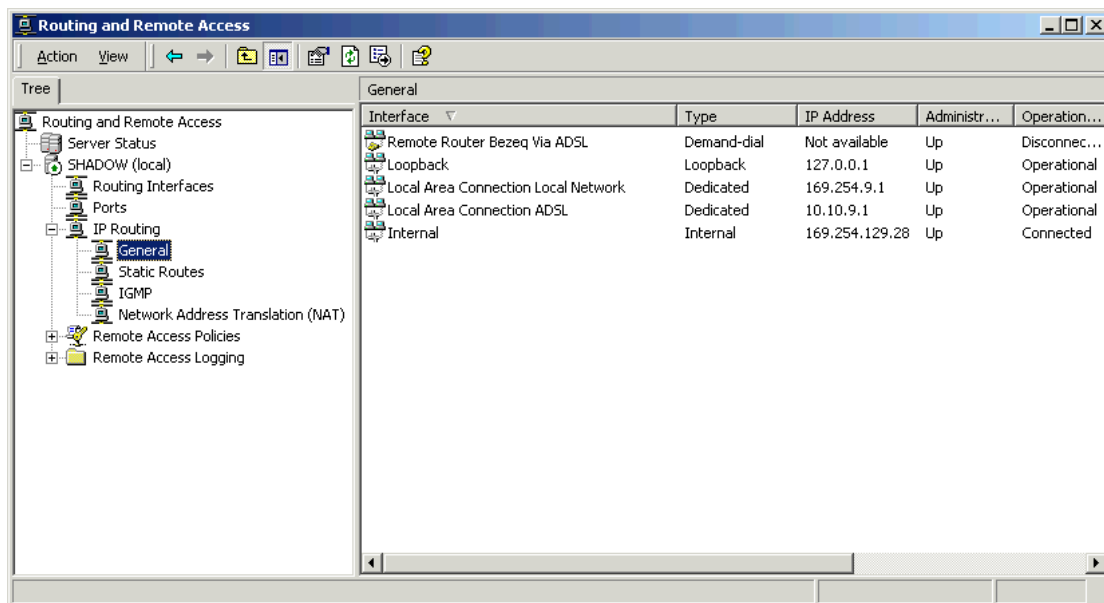 Routing and Remote Access
Action View
Tree
General
Routing and Remote Access
Server Status
SHADOW (local)
Routing Interfaces
Ports
IP Routing
General
Static Routes
IGMP
Network Address Translation (NAT)
Remote Access Policies
Remote Access Logging
Interface Type IP Address Administr... Operation...
Remote Router Bezeq Via ADSL Demand-dial Not available Up Disconnec...
Loopback Loopback 127.0.0.1 Up Operational
Local Area Connection Local Network Dedicated 169.254.9.1 Up Operational
Local Area Connection ADSL Dedicated 10.10.9.1 Up Operational
Internal Internal 169.254.129.28 Up Connected